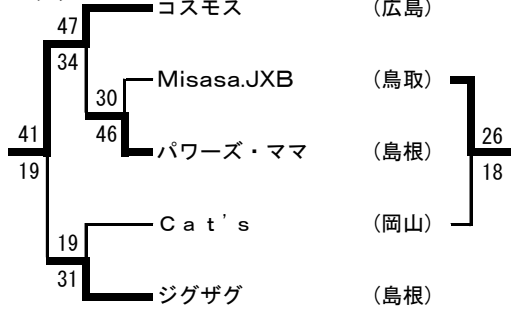 コスモス (広島)
47
34
Misasa.JXB (鳥取)
30
46
41
19
パワーズ・ママ (島根)
26
18
Ｃａｔ'ｓ (岡山)
19
31
ジグザグ (島根)